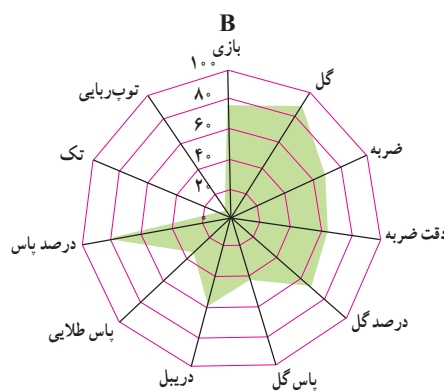 B
بازی
گل
ضربه
دقت ضربه
درصد گل
پاس گل
دریبل
پاس طلایی
درصد پاس
تک
توپ‌ربایی
۱۰۰
۸۰
۶۰
۴۰
۲۰
۰